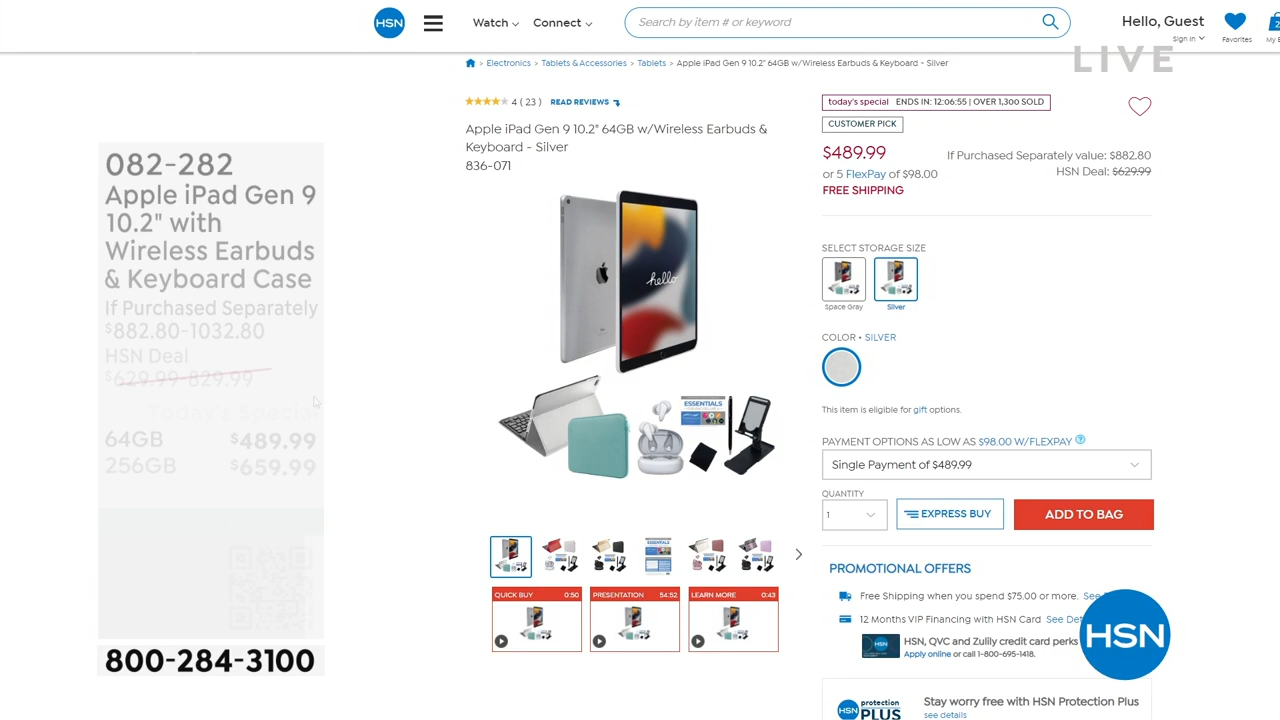 HSN
Watch
Connect
Search by item # or keyword
Hello, Guest
Sign In
Favorites
2
LIVE
> Electronics > Tablets & Accessories > Tablets > Apple iPad Gen 9 10.2" 64GB w/Wireless Earbuds & Keyboard - Silver
4 ( 23 ) READ REVIEWS
Apple iPad Gen 9 10.2" 64GB w/Wireless Earbuds &
Keyboard - Silver
836-071
082-282
Apple iPad Gen 9
10.2" with
Wireless Earbuds
& Keyboard Case
If Purchased Separately
$882.80-1032.80
HSN Deal
$629.99-829.99
Today's Special
64GB $489.99
256GB $659.99
800-284-3100
hello
ESSENTIALS
QUICK BUY 0:50
PRESENTATION 54:52
LEARN MORE 0:43
today's special ENDS IN: 12:06:55 | OVER 1,300 SOLD
CUSTOMER PICK
$489.99
If Purchased Separately value: $882.80
or 5 FlexPay of $98.00
HSN Deal: $629.99
FREE SHIPPING
SELECT STORAGE SIZE
Space Gray
Silver
COLOR • SILVER
This item is eligible for gift options.
PAYMENT OPTIONS AS LOW AS $98.00 W/FLEXPAY ?
Single Payment of $489.99
QUANTITY
1
EXPRESS BUY
ADD TO BAG
PROMOTIONAL OFFERS
Free Shipping when you spend $75.00 or more. See
12 Months VIP Financing with HSN Card See Det
HSN, QVC and Zulily credit card perks
Apply online or call 1-800-695-1418.
HSN
HSN
protection
PLUS
Stay worry free with HSN Protection Plus
see details